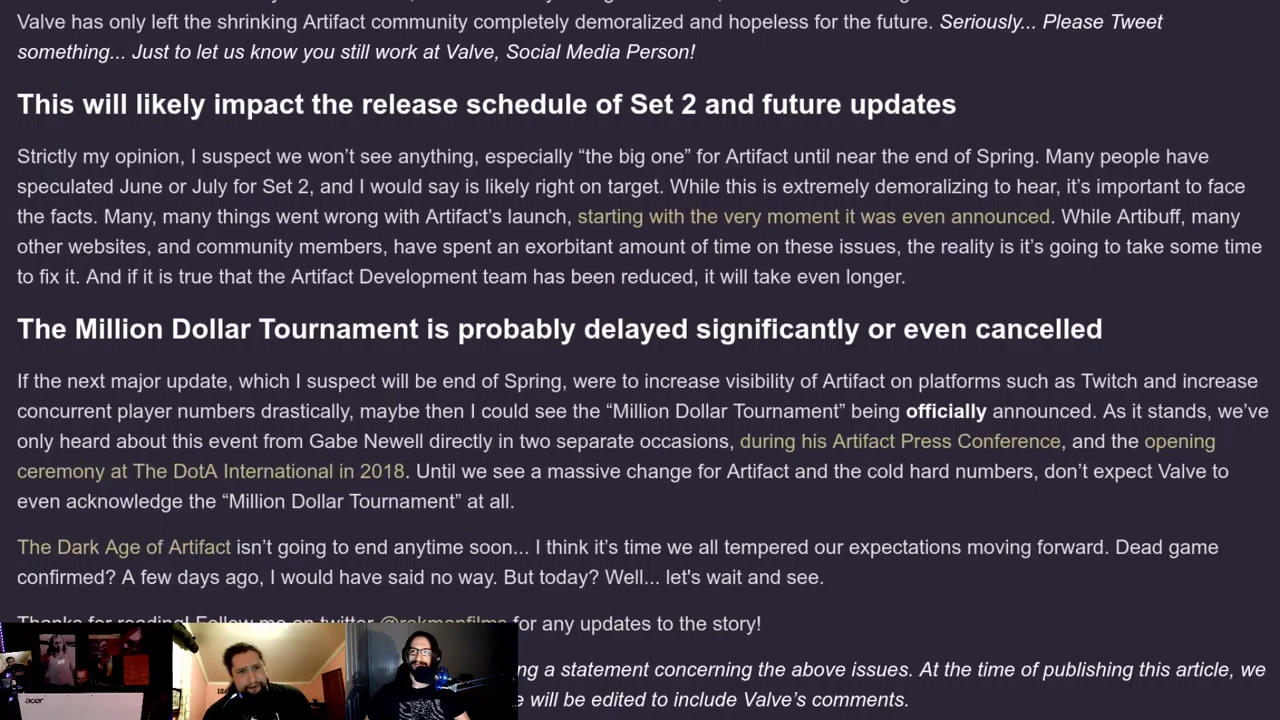 Valve has only left the shrinking Artifact community completely demoralized and hopeless for the future. Seriously... Please Tweet
something... Just to let us know you still work at Valve, Social Media Person!
This will likely impact the release schedule of Set 2 and future updates
Strictly my opinion, I suspect we won’t see anything, especially “the big one” for Artifact until near the end of Spring. Many people have
speculated June or July for Set 2, and I would say is likely right on target. While this is extremely demoralizing to hear, it’s important to face
the facts. Many, many things went wrong with Artifact’s launch, starting with the very moment it was even announced. While Artibuff, many
other websites, and community members, have spent an exorbitant amount of time on these issues, the reality is it’s going to take some time
to fix it. And if it is true that the Artifact Development team has been reduced, it will take even longer.
The Million Dollar Tournament is probably delayed significantly or even cancelled
If the next major update, which I suspect will be end of Spring, were to increase visibility of Artifact on platforms such as Twitch and increase
concurrent player numbers drastically, maybe then I could see the “Million Dollar Tournament” being officially announced. As it stands, we’ve
only heard about this event from Gabe Newell directly in two separate occasions, during his Artifact Press Conference, and the opening
ceremony at The DotA International in 2018. Until we see a massive change for Artifact and the cold hard numbers, don’t expect Valve to
even acknowledge the “Million Dollar Tournament” at all.
The Dark Age of Artifact isn’t going to end anytime soon... I think it’s time we all tempered our expectations moving forward. Dead game
confirmed? A few days ago, I would have said no way. But today? Well... let's wait and see.
Thanks for reading! Follow me on twitter @rokmanfilms for any updates to the story!
a statement concerning the above issues. At the time of publishing this article, we
will be edited to include Valve’s comments.
acer